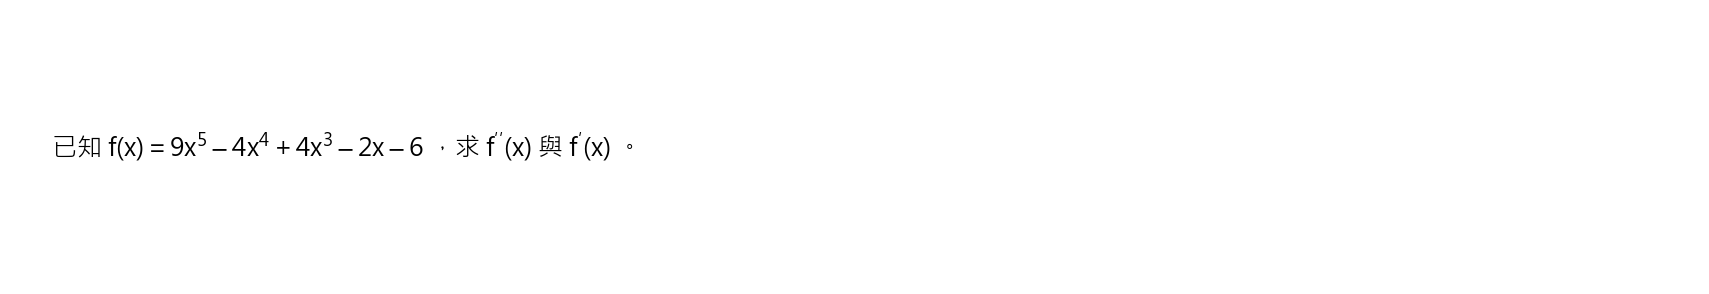 已知 f(x) = 9x⁵ – 4x⁴ + 4x³ – 2x – 6 ，求 f′′(x) 與 f′(x) 。